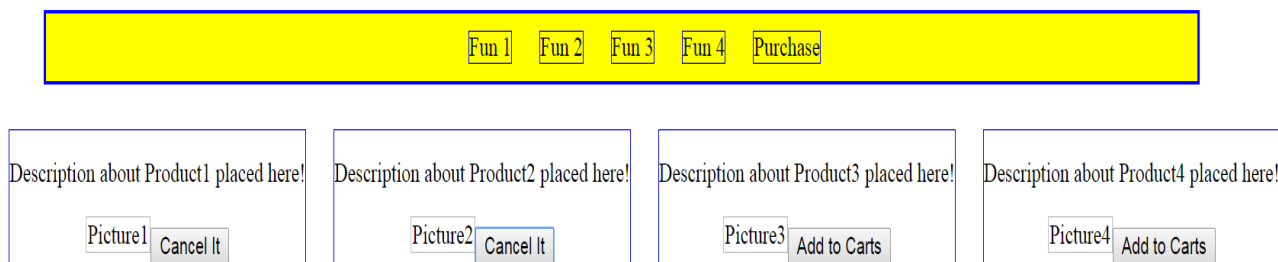 Fun 1 Fun 2 Fun 3 Fun 4 Purchase
Description about Product1 placed here!
Picture1 Cancel It
Description about Product2 placed here!
Picture2 Cancel It
Description about Product3 placed here!
Picture3 Add to Carts
Description about Product4 placed here!
Picture4 Add to Carts